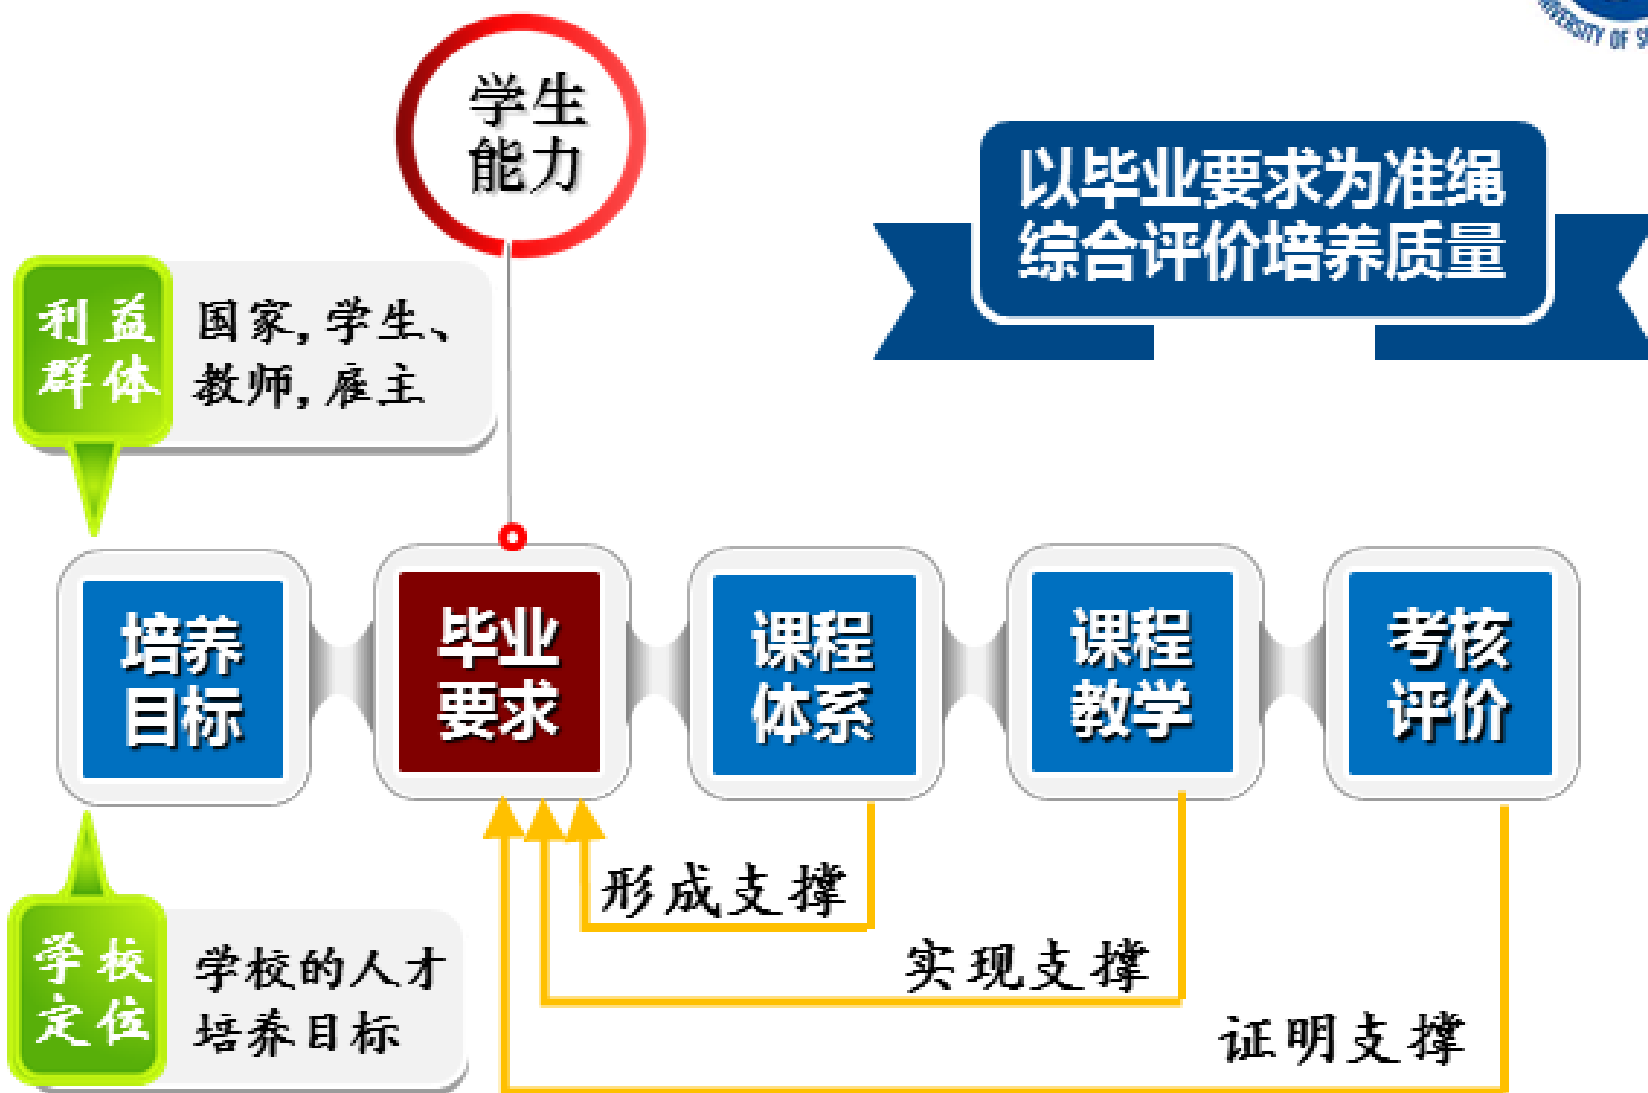 UNIVERSITY OF S
学生
能力
以毕业要求为准绳
综合评价培养质量
利益
群体
国家,学生、
教师,雇主
培养
目标
毕业
要求
课程
体系
课程
教学
考核
评价
形成支撑
实现支撑
证明支撑
学校
定位
学校的人才
培养目标